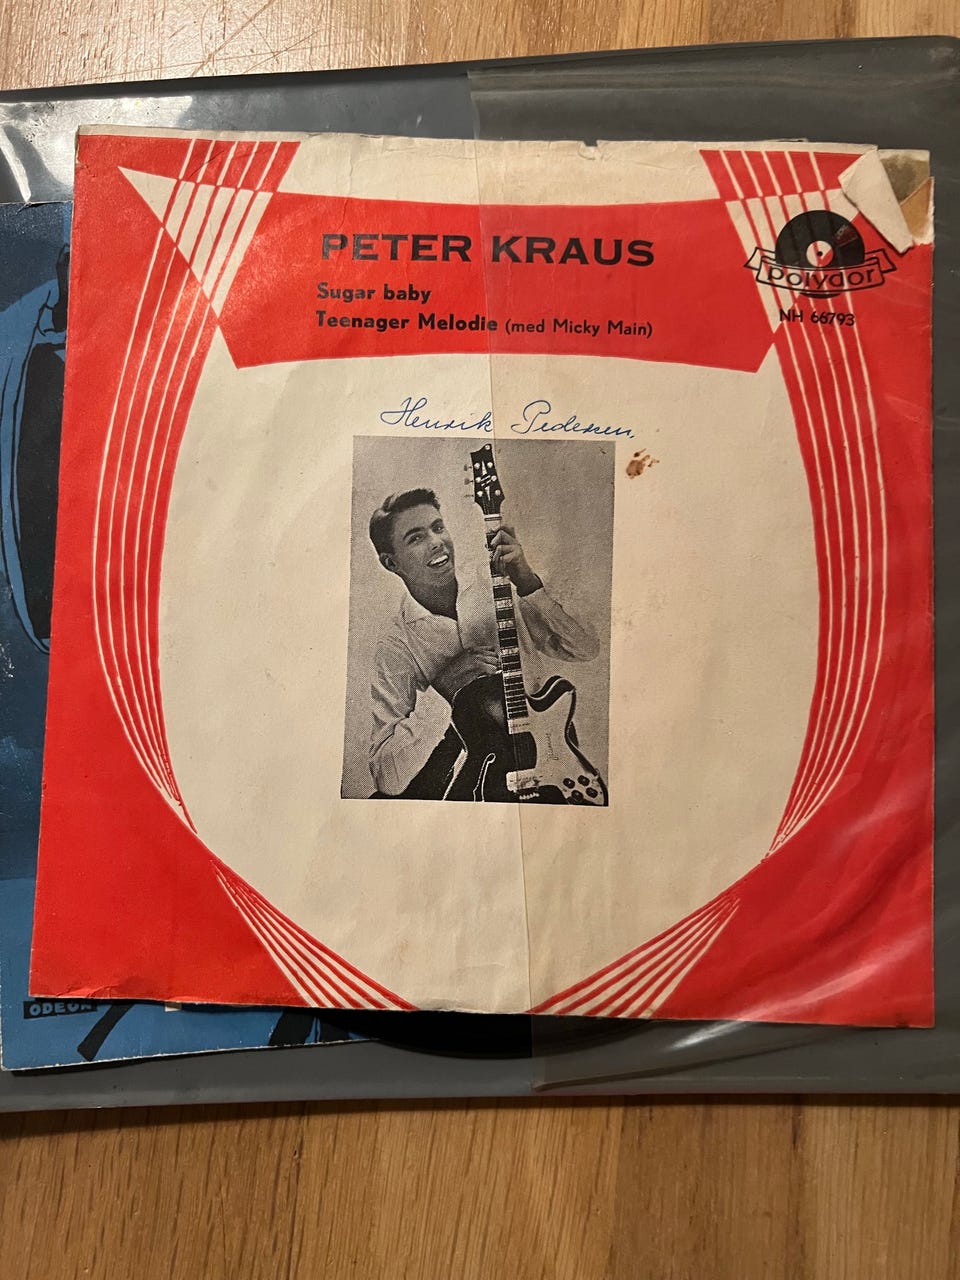 PETER KRAUS
Sugar baby
Teenager Melodie (med Micky Main)
polydor
NH 66793
Henrik Pedersen,
ODEON